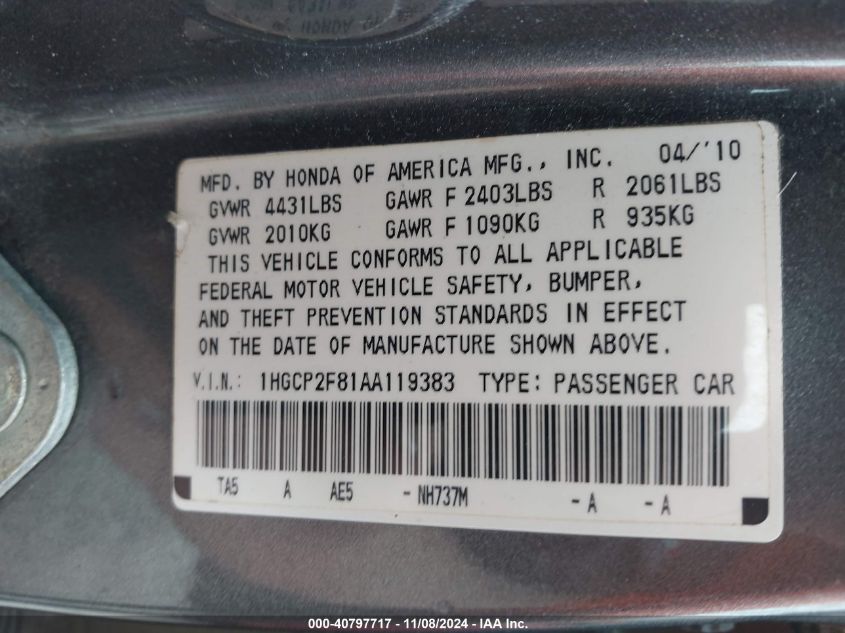 MFD. BY HONDA OF AMERICA MFG., INC. 04/'10
GVWR 4431LBS GAWR F 2403LBS R 2061LBS
GVWR 2010KG GAWR F 1090KG R 935KG
THIS VEHICLE CONFORMS TO ALL APPLICABLE
FEDERAL MOTOR VEHICLE SAFETY, BUMPER,
AND THEFT PREVENTION STANDARDS IN EFFECT
ON THE DATE OF MANUFACTURE SHOWN ABOVE.
V.I.N.: 1HGCP2F81AA119383 TYPE: PASSENGER CAR
TA5 A AE5 - NH737M - A - A
000-40797717 - 11/08/2024 - IAAI.COM